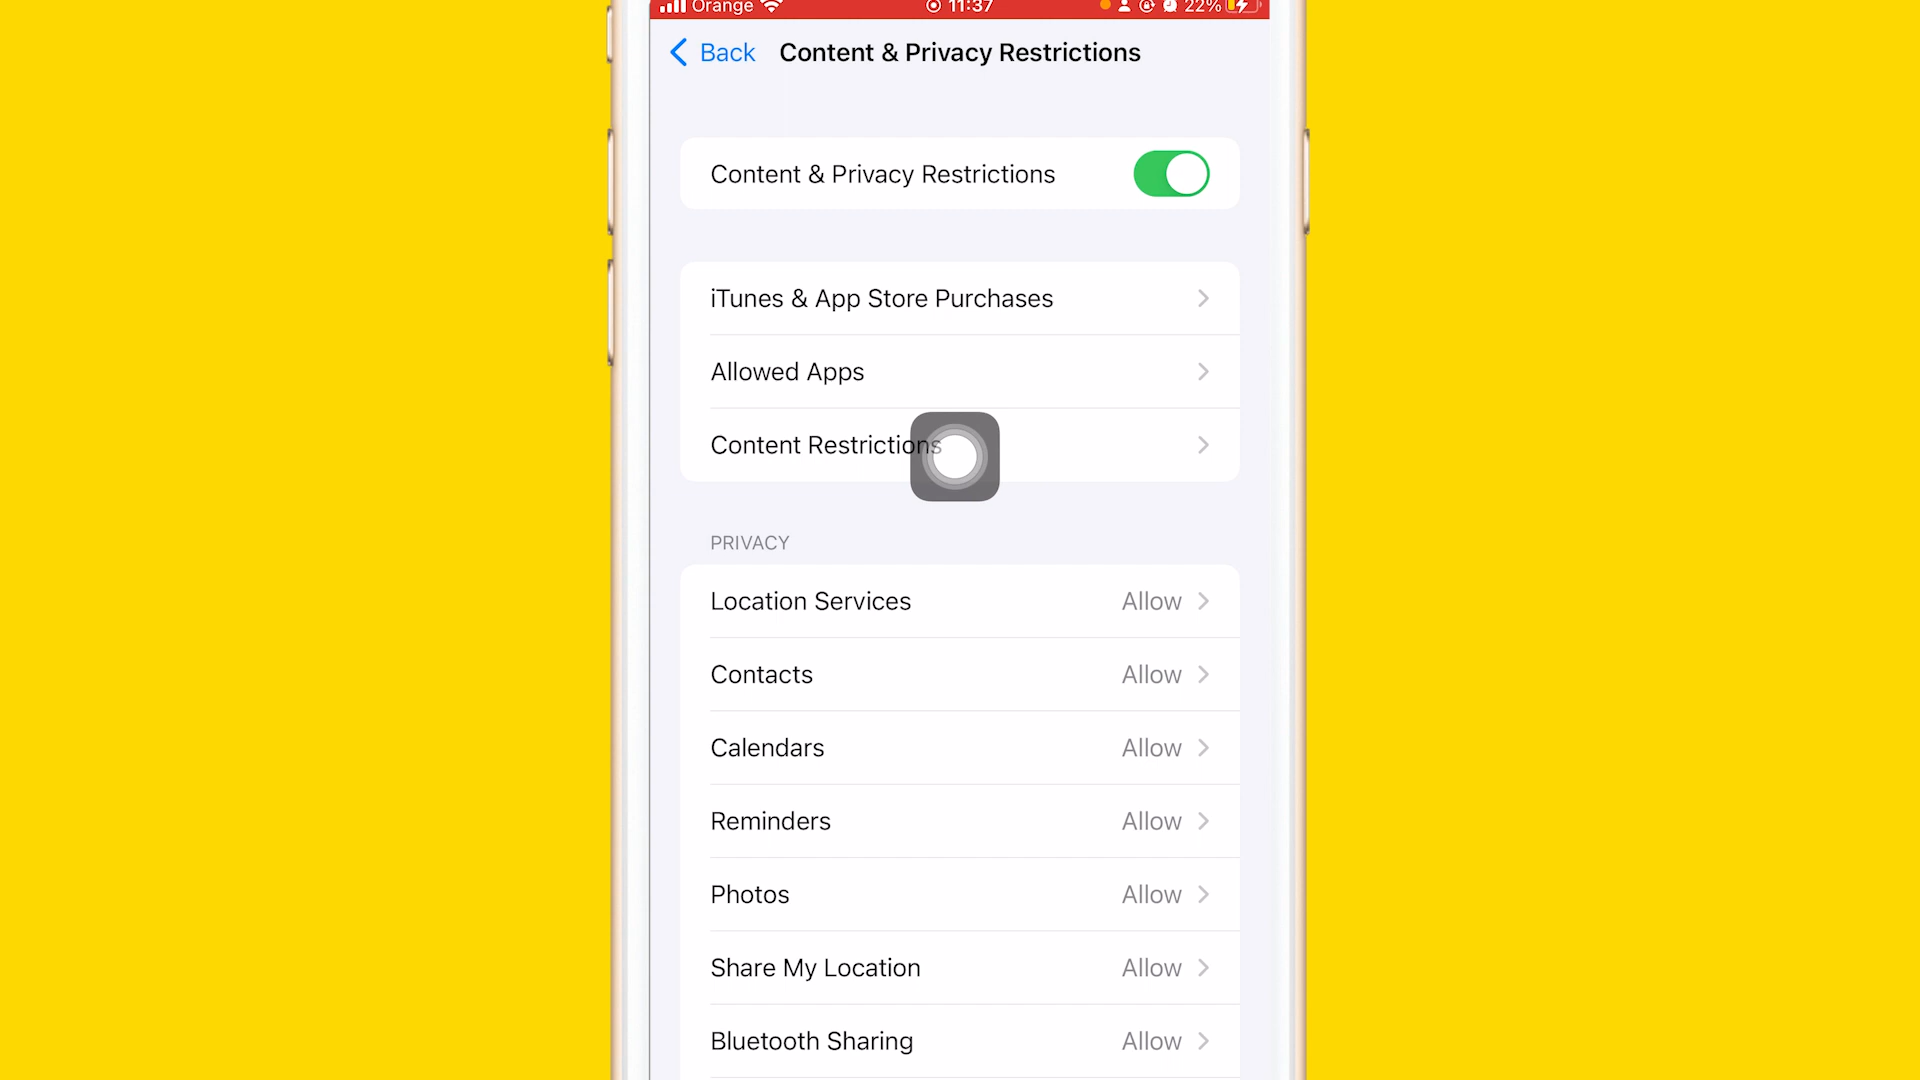 Orange 11:37 22%
Back Content & Privacy Restrictions
Content & Privacy Restrictions
iTunes & App Store Purchases
Allowed Apps
Content Restrictions
PRIVACY
Location Services Allow
Contacts Allow
Calendars Allow
Reminders Allow
Photos Allow
Share My Location Allow
Bluetooth Sharing Allow